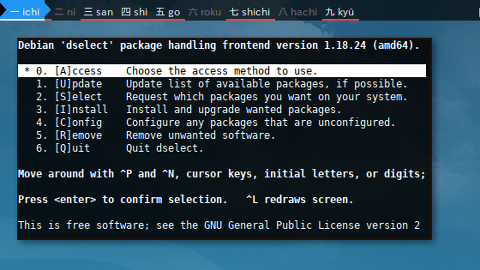 一 ichi 二 ni 三 san 四 shi 五 go 六 roku 七 shichi 八 hachi 九 kyū
Debian 'dselect' package handling frontend version 1.18.24 (amd64).
* 0. [A]ccess Choose the access method to use.
1. [U]pdate Update list of available packages, if possible.
2. [S]elect Request which packages you want on your system.
3. [I]nstall Install and upgrade wanted packages.
4. [C]onfig Configure any packages that are unconfigured.
5. [R]emove Remove unwanted software.
6. [Q]uit Quit dselect.
Move around with ^P and ^N, cursor keys, initial letters, or digits;
Press <enter> to confirm selection. ^L redraws screen.
This is free software; see the GNU General Public License version 2